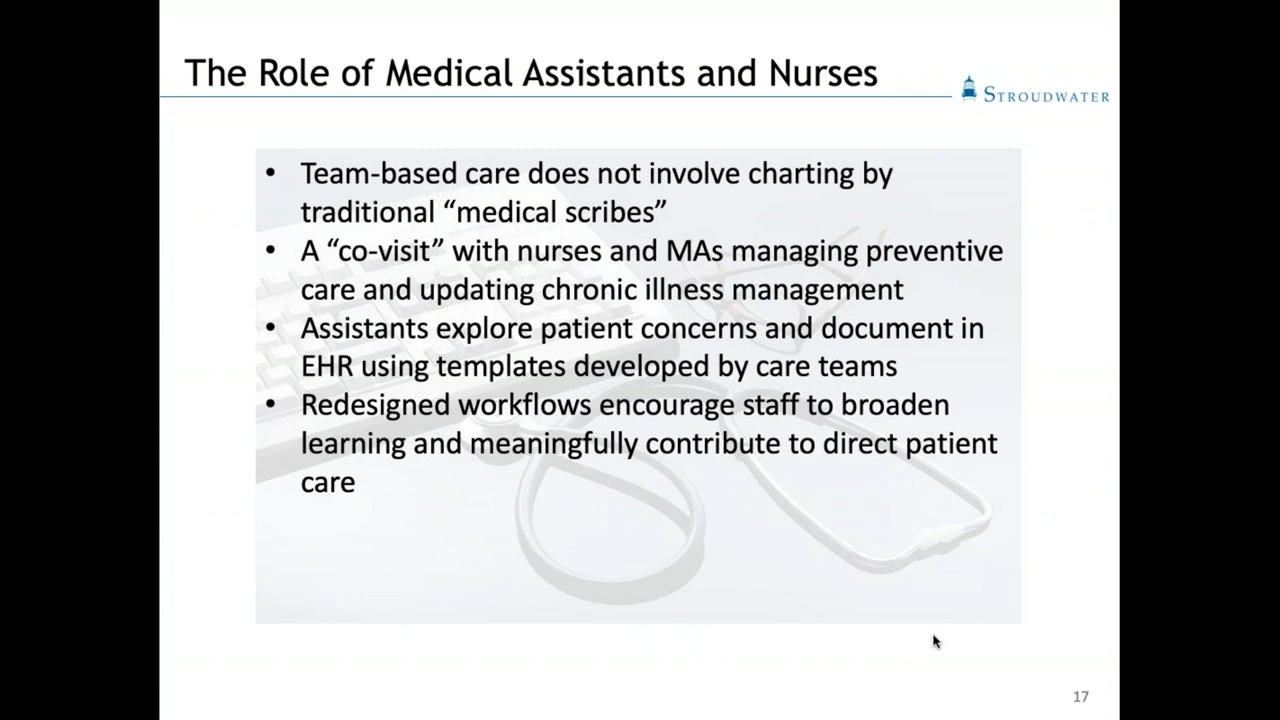 The Role of Medical Assistants and Nurses
STROUDWATER
• Team-based care does not involve charting by
traditional “medical scribes”
• A “co-visit” with nurses and MAs managing preventive
care and updating chronic illness management
• Assistants explore patient concerns and document in
EHR using templates developed by care teams
• Redesigned workflows encourage staff to broaden
learning and meaningfully contribute to direct patient
care
17